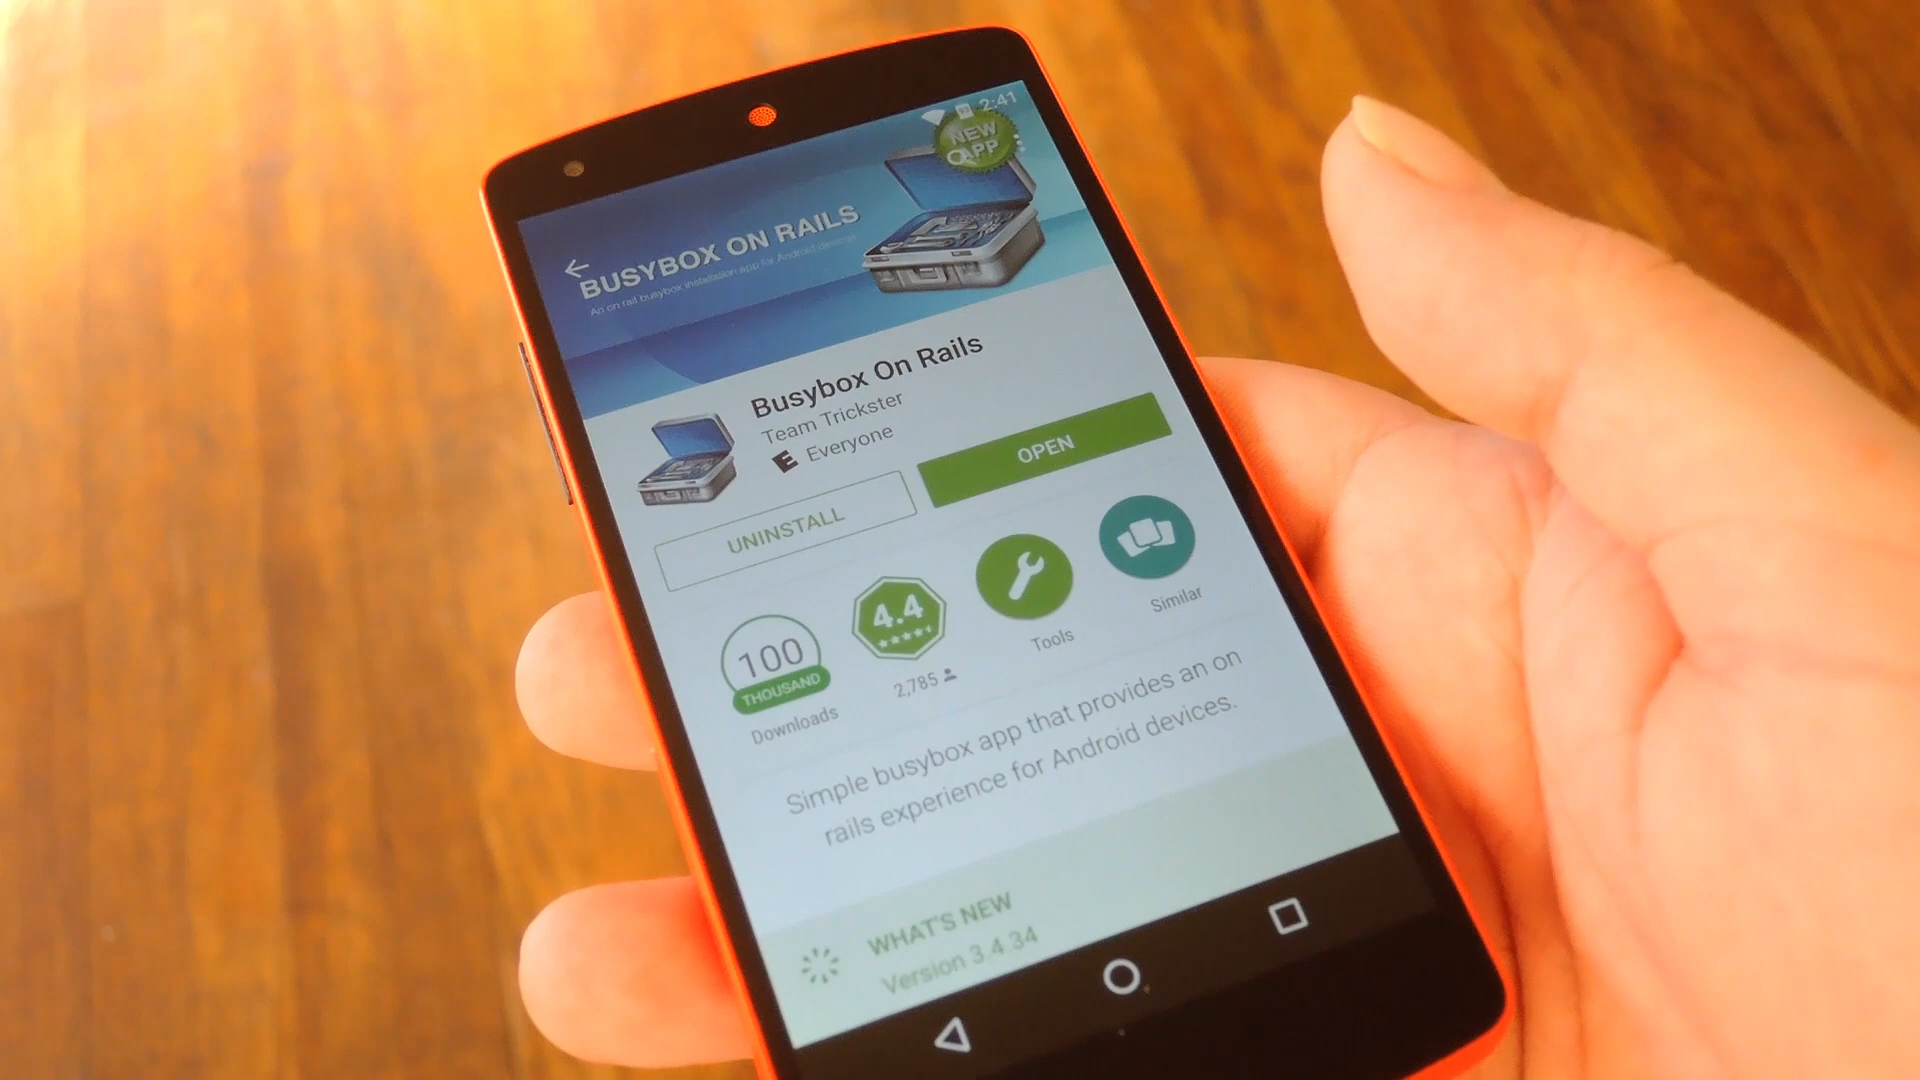 2:41
NEW
APP
BUSYBOX ON RAILS
An on rail busybox installation app for Android devices
Busybox On Rails
Team Trickster
E Everyone
UNINSTALL
OPEN
100
THOUSAND
Downloads
4.4
2,785
Tools
Similar
Simple busybox app that provides an on
rails experience for Android devices.
WHAT'S NEW
Version 3.4.34